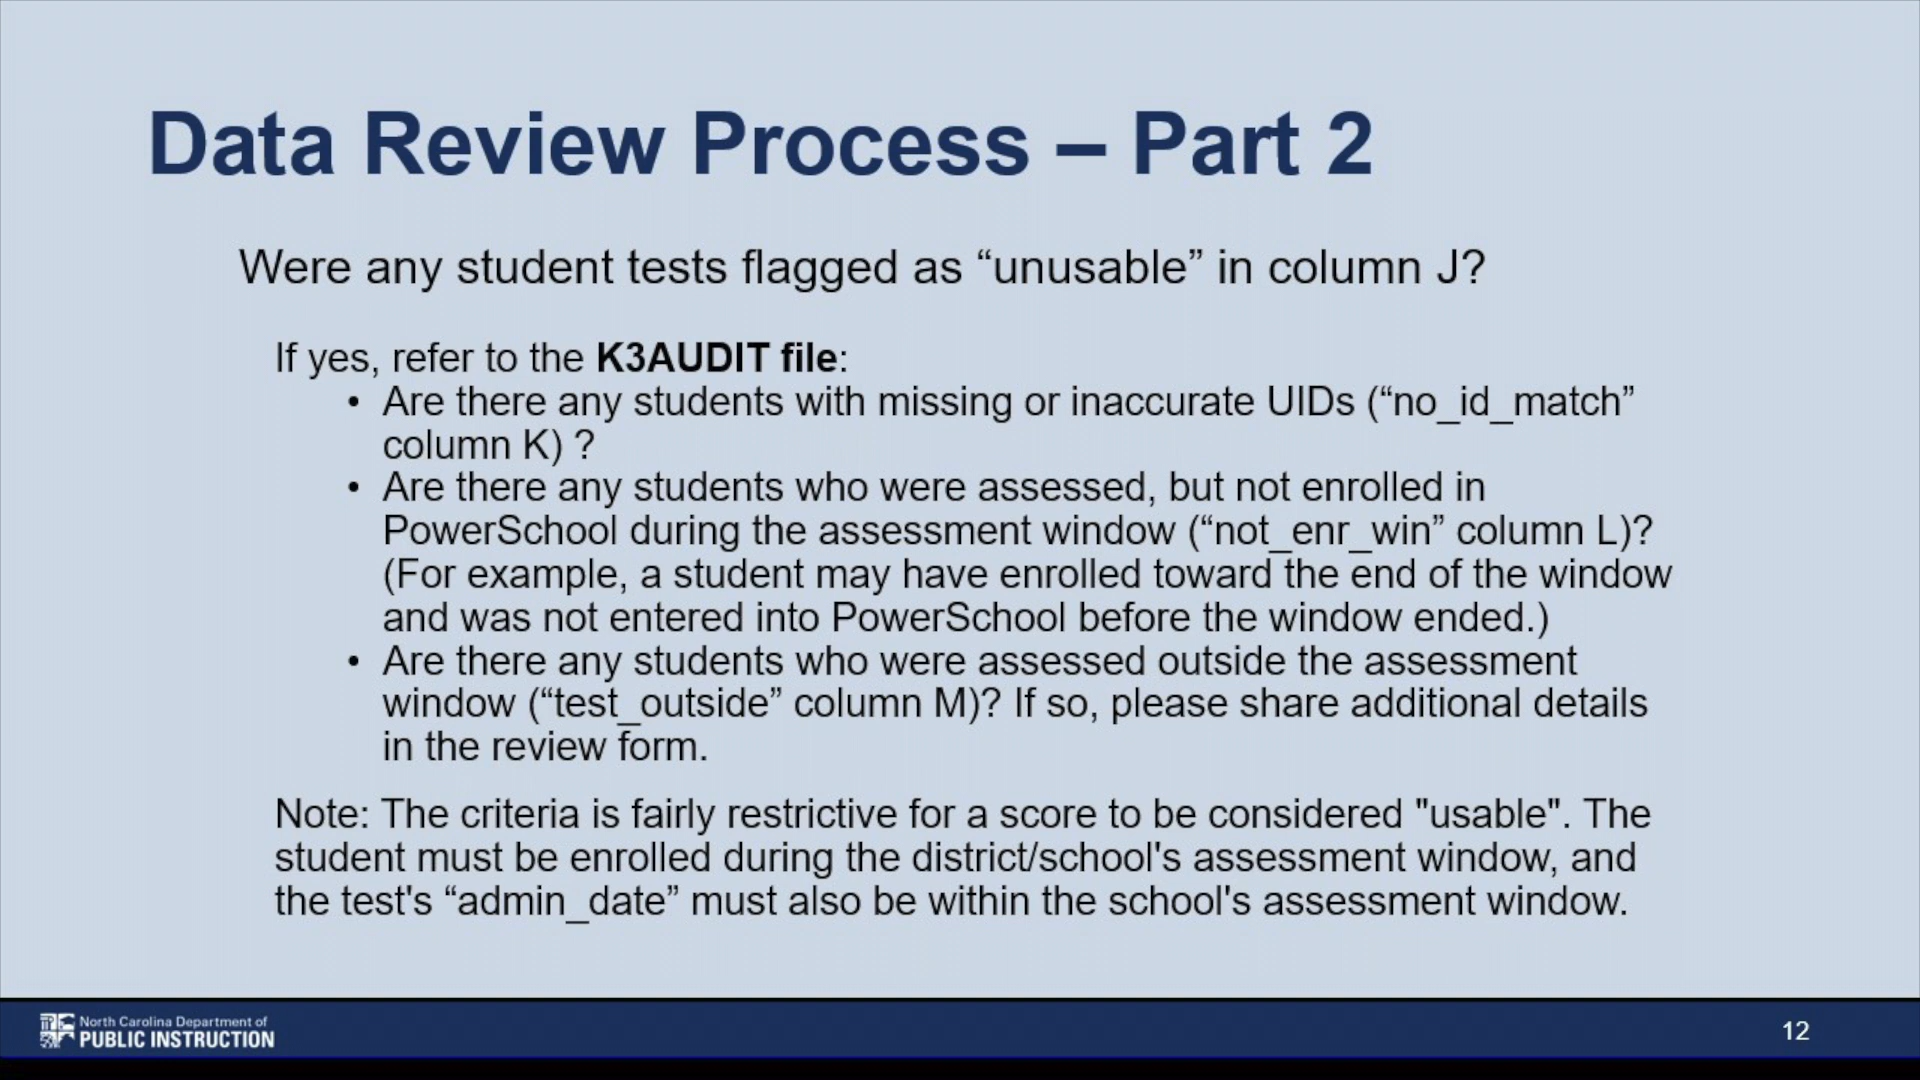 Data Review Process – Part 2
Were any student tests flagged as “unusable” in column J?
If yes, refer to the K3AUDIT file:
• Are there any students with missing or inaccurate UIDs (“no_id_match”
column K) ?
• Are there any students who were assessed, but not enrolled in
PowerSchool during the assessment window (“not_enr_win” column L)?
(For example, a student may have enrolled toward the end of the window
and was not entered into PowerSchool before the window ended.)
• Are there any students who were assessed outside the assessment
window (“test_outside” column M)? If so, please share additional details
in the review form.
Note: The criteria is fairly restrictive for a score to be considered "usable". The
student must be enrolled during the district/school's assessment window, and
the test's “admin_date” must also be within the school's assessment window.
North Carolina Department of
PUBLIC INSTRUCTION
12